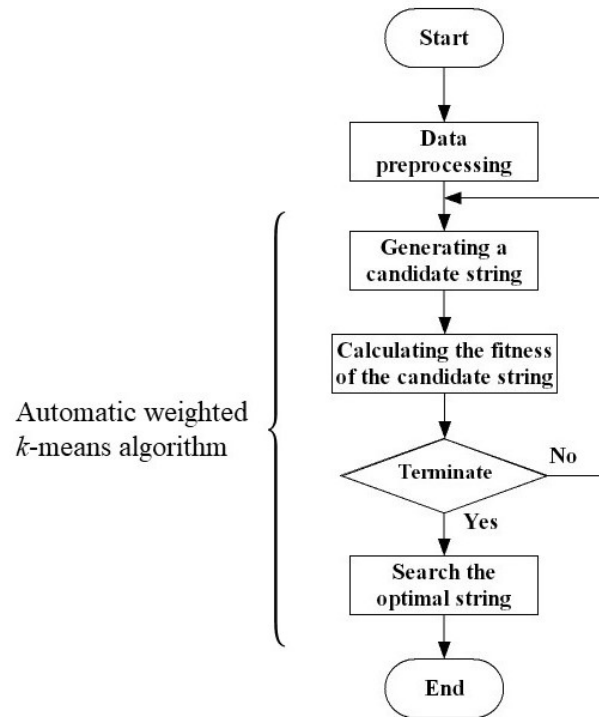 Start
Data
preprocessing
Generating a
candidate string
Calculating the fitness
of the candidate string
Automatic weighted
k-means algorithm
Terminate
No
Yes
Search the
optimal string
End